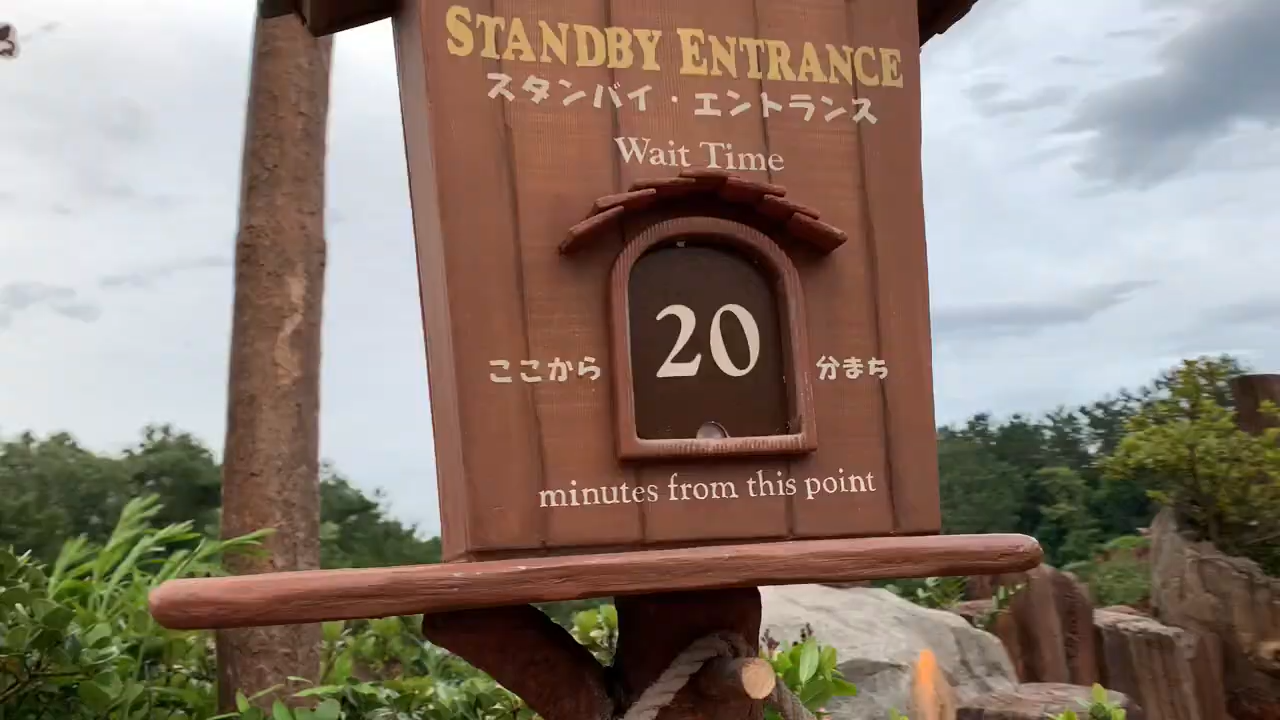 STANDBY ENTRANCE
スタンバイ・エントランス
Wait Time
ここから 20 分まち
minutes from this point